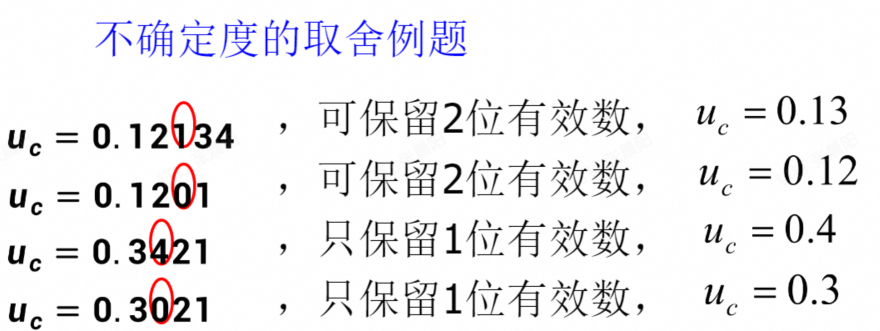 不确定度的取舍例题
u_c = 0.12134 ，可保留2位有效数， u_c = 0.13
u_c = 0.1201 ，可保留2位有效数， u_c = 0.12
u_c = 0.3421 ，只保留1位有效数， u_c = 0.4
u_c = 0.3021 ，只保留1位有效数， u_c = 0.3